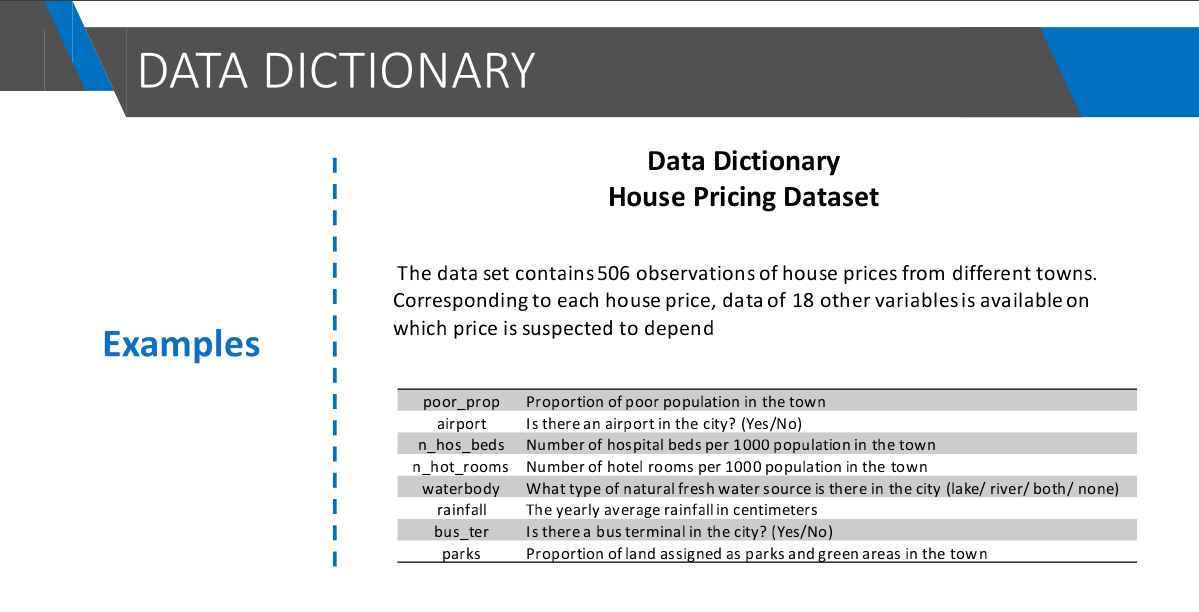 DATA DICTIONARY
Data Dictionary
House Pricing Dataset
The data set contains 506 observations of house prices from different towns.
Corresponding to each house price, data of 18 other variables is available on
which price is suspected to depend
Examples
poor_prop Proportion of poor population in the town
airport Is there an airport in the city? (Yes/No)
n_hos_beds Number of hospital beds per 1000 population in the town
n_hot_rooms Number of hotel rooms per 1000 population in the town
waterbody What type of natural fresh water source is there in the city (lake/ river/ both/ none)
rainfall The yearly average rainfall in centimeters
bus_ter Is there a bus terminal in the city? (Yes/No)
parks Proportion of land assigned as parks and green areas in the town